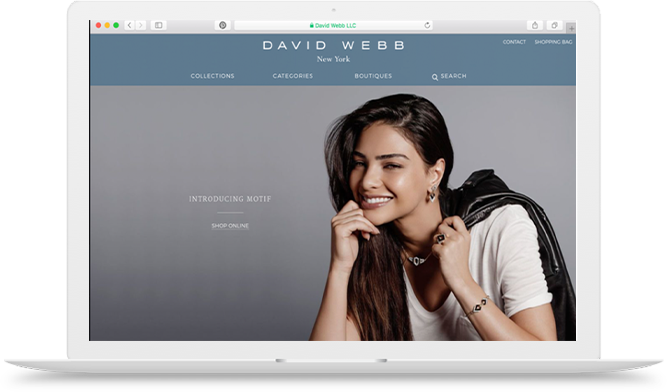 David Webb LLC
DAVID WEBB
New York
CONTACT SHOPPING BAG
COLLECTIONS CATEGORIES BOUTIQUES SEARCH
INTRODUCING MOTIF
SHOP ONLINE